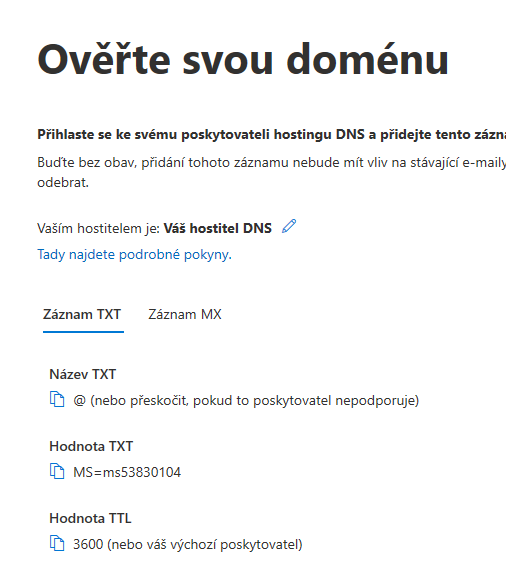 Ověřte svou doménu
Přihlaste se ke svému poskytovateli hostingu DNS a přidejte tento
Buďte bez obav, přidání tohoto záznamu nebude mít vliv na stávající e-maily
odebrat.
Vaším hostitelem je: Váš hostitel DNS
Tady najdete podrobné pokyny.
Záznam TXT Záznam MX
Název TXT
@ (nebo přeskočit, pokud to poskytovatel nepodporuje)
Hodnota TXT
MS=ms53830104
Hodnota TTL
3600 (nebo váš výchozí poskytovatel)